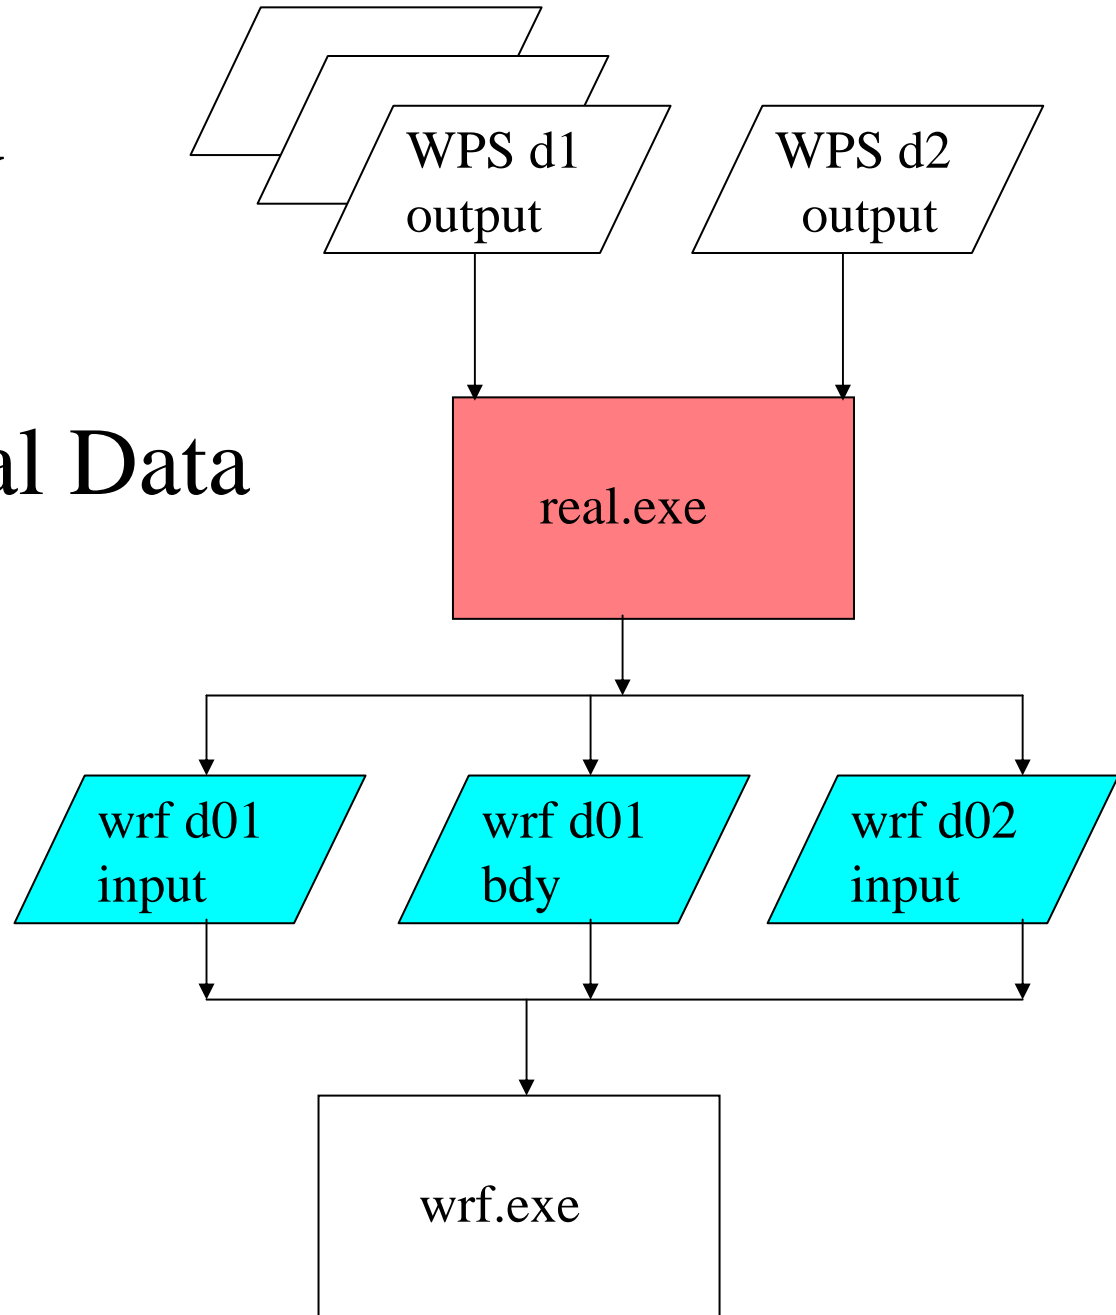 WPS d1
output
WPS d2
output
al Data
real.exe
wrf d01
input
wrf d01
bdy
wrf d02
input
wrf.exe